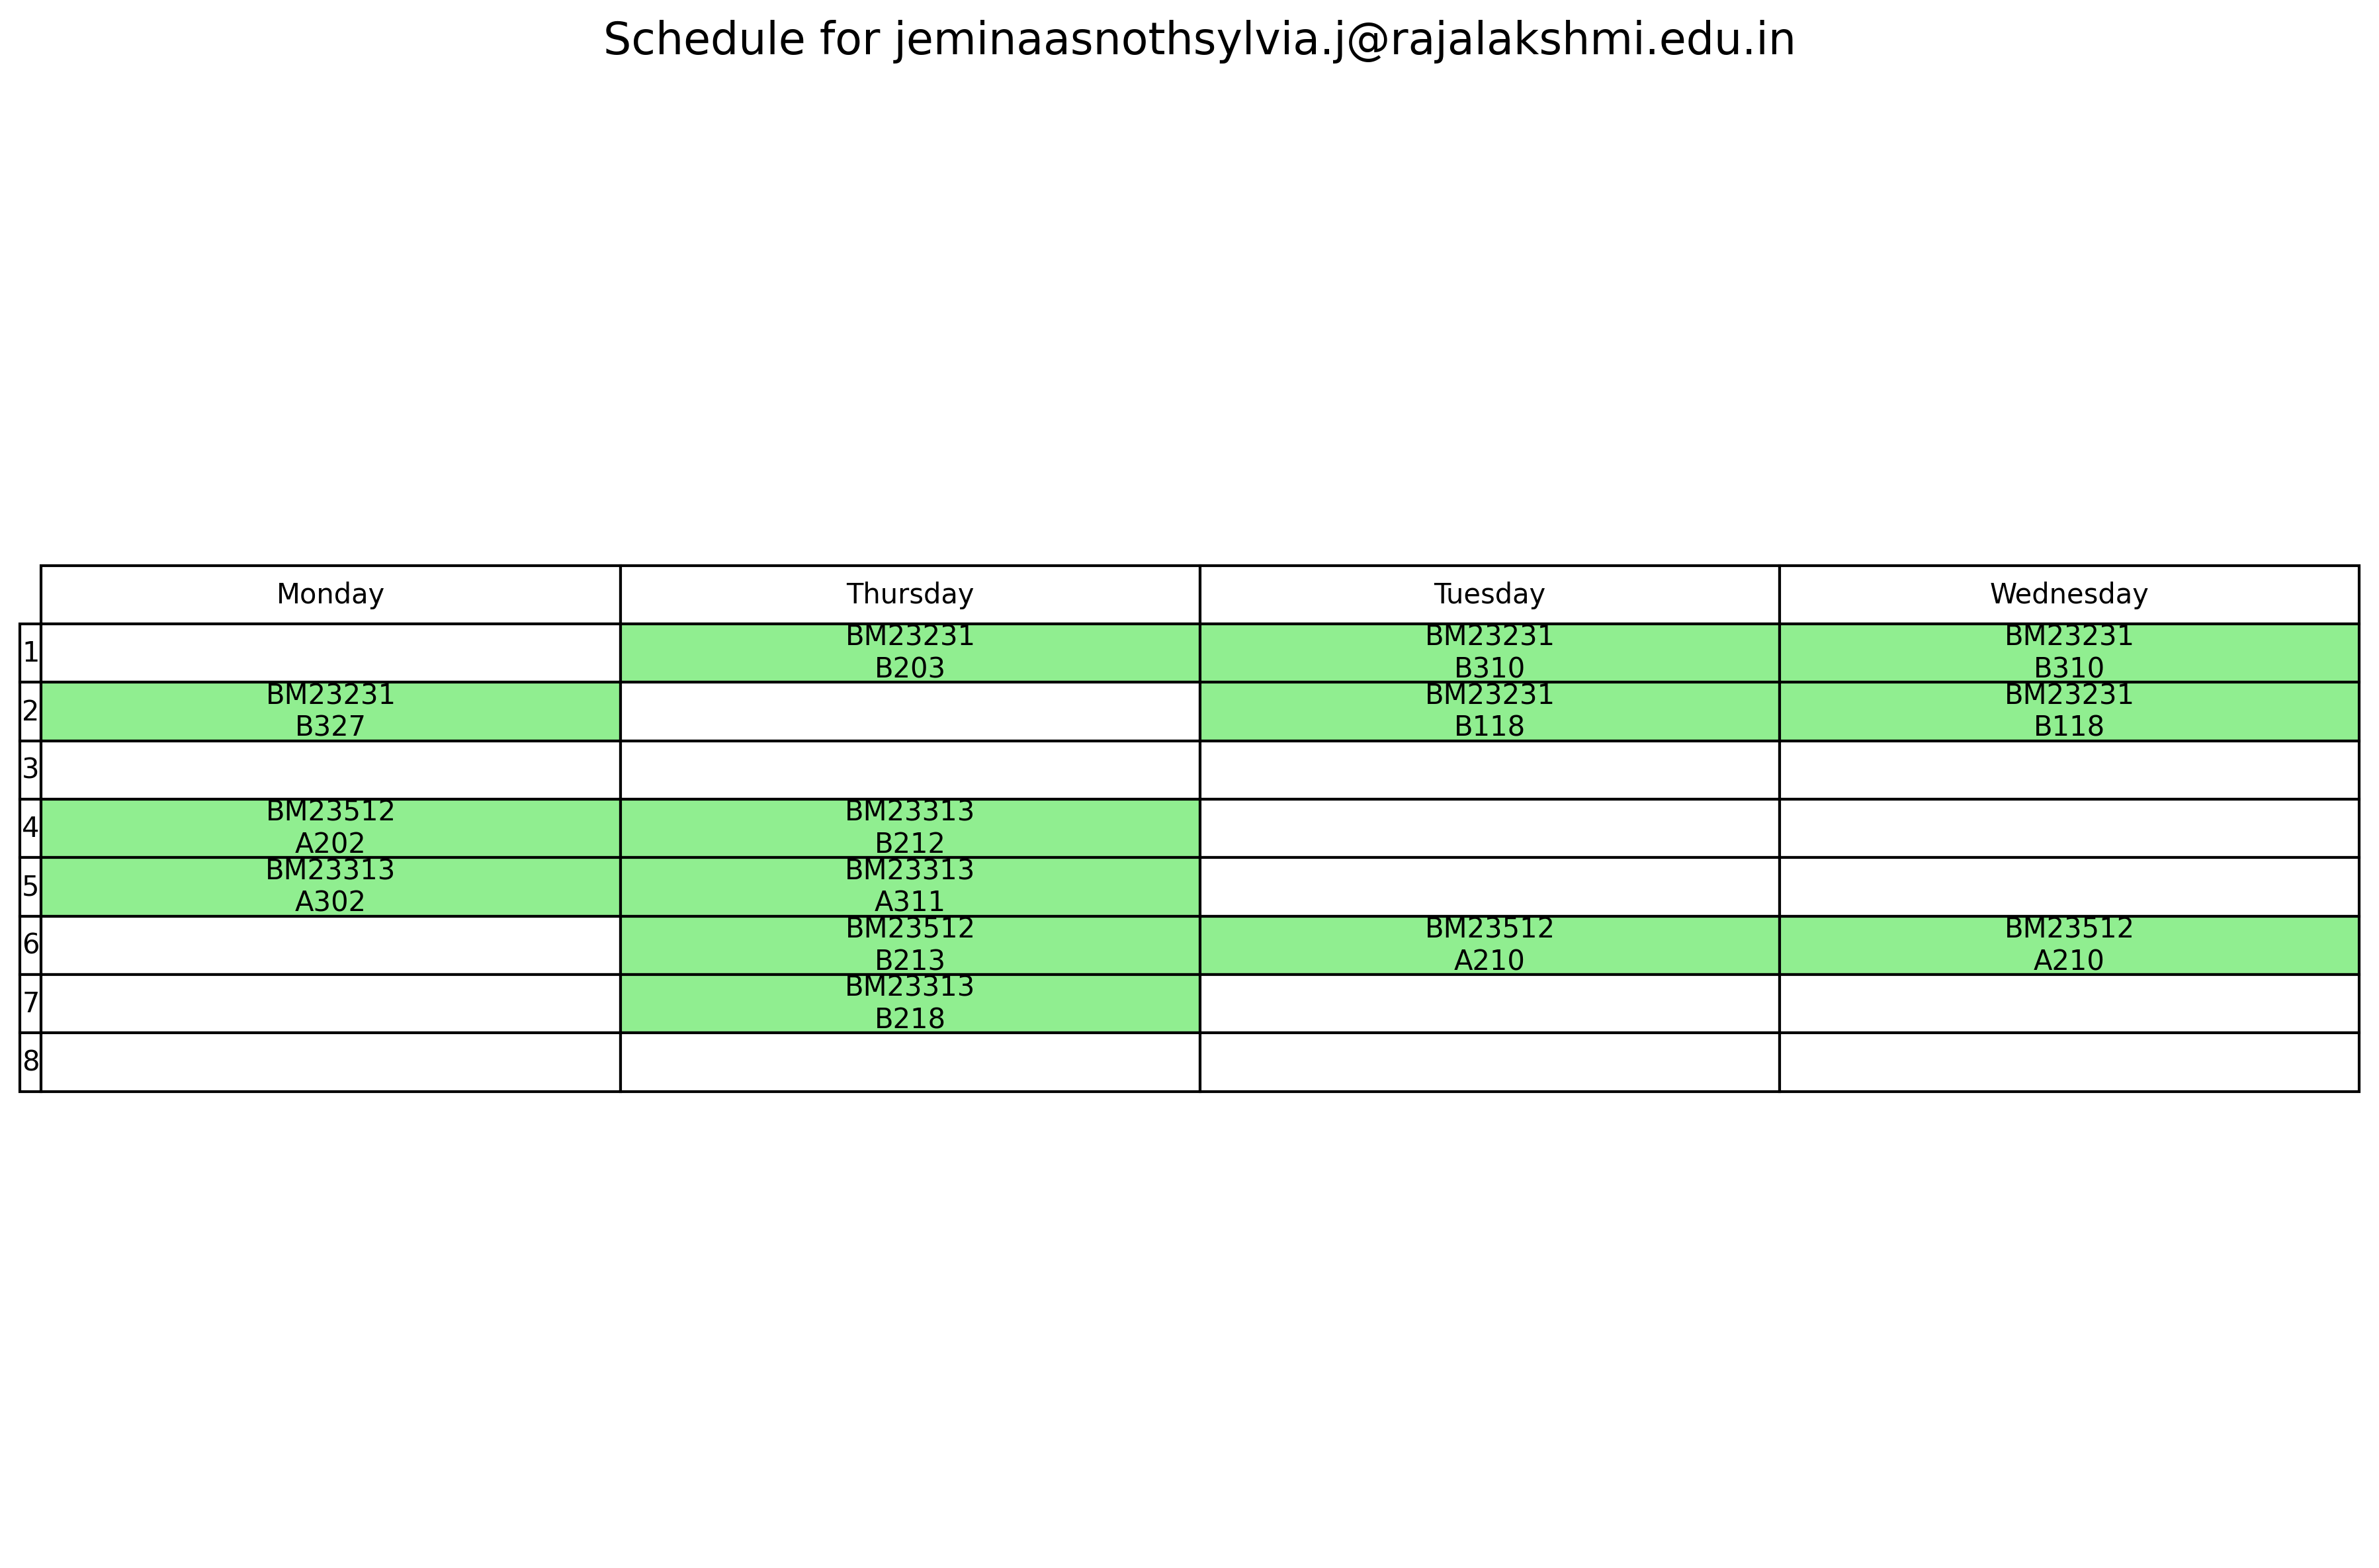 Schedule for jeminaasnothsylvia.j@rajalakshmi.edu.in
Monday Thursday Tuesday Wednesday
1 BM23231 BM23231 BM23231
B203 B310 B310
2 BM23231 BM23231 BM23231
B327 B118 B118
3
4 BM23512 BM23313
A202 B212
5 BM23313 BM23313
A302 A311
6 BM23512 BM23512 BM23512
B213 A210 A210
7 BM23313
B218
8